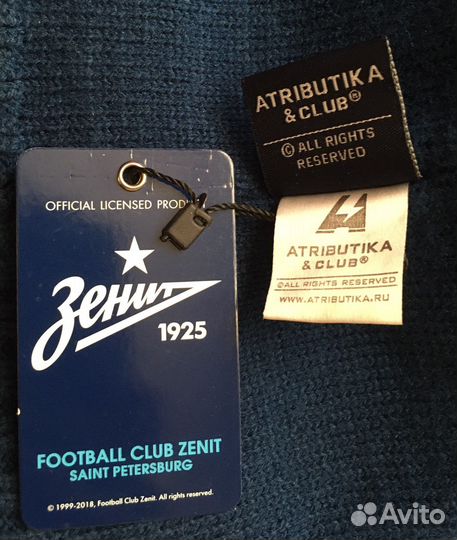 OFFICIAL LICENSED
Зенит
1925
FOOTBALL CLUB ZENIT
SAINT PETERSBURG
© 1999-2018, Football Club Zenit. All rights reserved.
ATRIBUTIKA
& CLUB®
© ALL RIGHTS
RESERVED
ATRIBUTIKA
& CLUB®
©ALL RIGHTS RESERVED
WWW.ATRIBUTIKA.RU
Avito